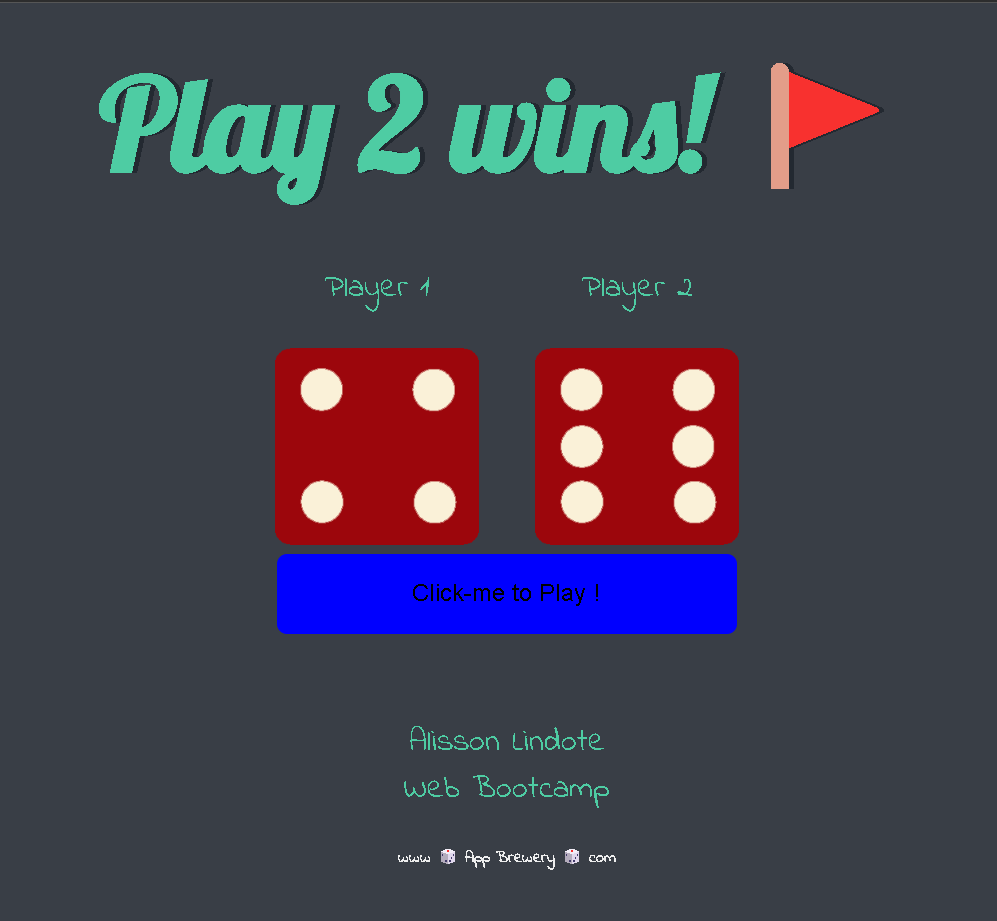 Play 2 wins! 🚩
Player 1 Player 2
Click-me to Play !
Alisson Lindote
Web Bootcamp
www 🎲 App Brewery 🎲 com